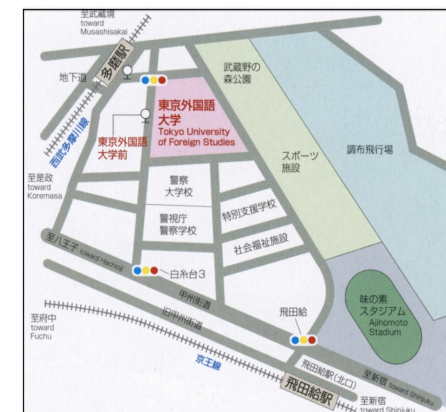 至武蔵境
toward
Musashisakai
多磨駅
地下道
西武多摩川線
東京外国語
大学前
東京外国語
大学
Tokyo University
of Foreign Studies
武蔵野の
森公園
スポーツ
施設
調布飛行場
至是政
toward
Koremasa
警察
大学校
警視庁
警察学校
特別支援学校
社会福祉施設
至八王子 toward Hachioji
白糸台3
甲州街道
旧甲州街道
飛田給
味の素
スタジアム
Ajinomoto
Stadium
至府中
toward
Fuchu
京王線
飛田給駅(北口)
飛田給駅
至新宿 toward Shinjuku
至新宿
toward Shinjuku